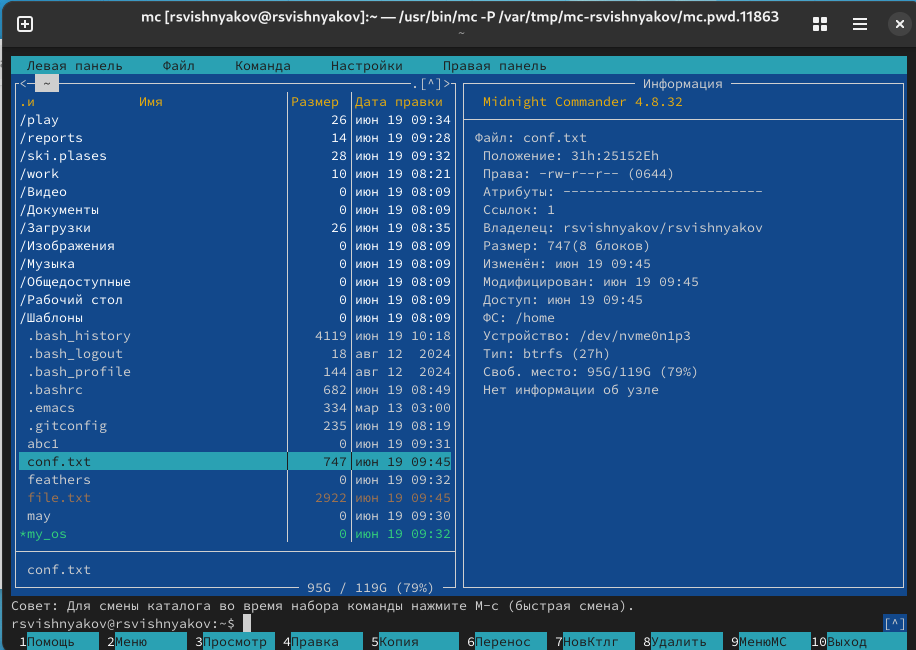 mc [rsvishnyakov@rsvishnyakov]:~ — /usr/bin/mc -P /var/tmp/mc-rsvishnyakov/mc.pwd.11863
~
Левая панель Файл Команда Настройки Правая панель
<─ ~ .[^]>
.и Имя Размер Дата правки
/play 26 июн 19 09:34
/reports 14 июн 19 09:28
/ski.plases 28 июн 19 09:32
/work 10 июн 19 08:21
/Видео 0 июн 19 08:09
/Документы 0 июн 19 08:09
/Загрузки 26 июн 19 08:35
/Изображения 0 июн 19 08:09
/Музыка 0 июн 19 08:09
/Общедоступные 0 июн 19 08:09
/Рабочий стол 0 июн 19 08:09
/Шаблоны 0 июн 19 08:09
.bash_history 4119 июн 19 10:18
.bash_logout 18 авг 12 2024
.bash_profile 144 авг 12 2024
.bashrc 682 июн 19 08:49
.emacs 334 мар 13 03:00
.gitconfig 235 июн 19 08:19
abc1 0 июн 19 09:31
conf.txt 747 июн 19 09:45
feathers 0 июн 19 09:32
file.txt 2922 июн 19 09:45
may 0 июн 19 09:30
*my_os 0 июн 19 09:32
conf.txt
95G / 119G (79%)
Информация
Midnight Commander 4.8.32
Файл: conf.txt
Положение: 31h:25152Eh
Права: -rw-r--r-- (0644)
Атрибуты: -------------------------
Ссылок: 1
Владелец: rsvishnyakov/rsvishnyakov
Размер: 747(8 блоков)
Изменён: июн 19 09:45
Модифицирован: июн 19 09:45
Доступ: июн 19 09:45
ФС: /home
Устройство: /dev/nvme0n1p3
Тип: btrfs (27h)
Своб. место: 95G/119G (79%)
Нет информации об узле
Совет: Для смены каталога во время набора команды нажмите M-c (быстрая смена).
rsvishnyakov@rsvishnyakov:~$ [^]
1Помощь 2Меню 3Просмотр 4Правка 5Копия 6Перенос 7НовКтлг 8Удалить 9МенюМС 10Выход